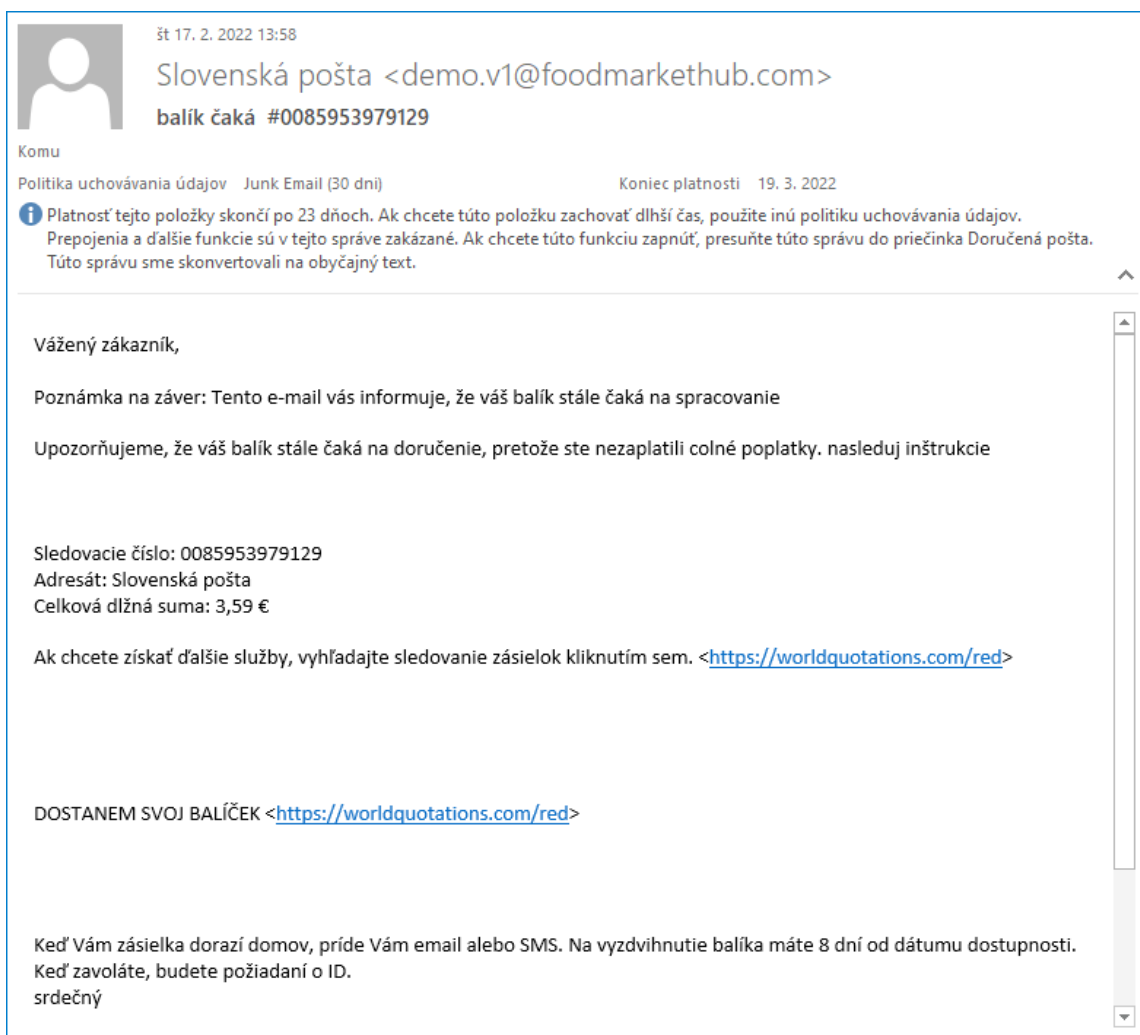 št 17. 2. 2022 13:58
Slovenská pošta <demo.v1@foodmarkethub.com>
balík čaká #0085953979129
Komu
Politika uchovávania údajov Junk Email (30 dni) Koniec platnosti 19. 3. 2022
Platnosť tejto položky skončí po 23 dňoch. Ak chcete túto položku zachovať dlhší čas, použite inú politiku uchovávania údajov.
Prepojenia a ďalšie funkcie sú v tejto správe zakázané. Ak chcete túto funkciu zapnúť, presuňte túto správu do priečinka Doručená pošta.
Túto správu sme skonvertovali na obyčajný text.
Vážený zákazník,
Poznámka na záver: Tento e-mail vás informuje, že váš balík stále čaká na spracovanie
Upozorňujeme, že váš balík stále čaká na doručenie, pretože ste nezaplatili colné poplatky. nasleduj inštrukcie
Sledovacie číslo: 0085953979129
Adresát: Slovenská pošta
Celková dlžná suma: 3,59 €
Ak chcete získať ďalšie služby, vyhľadajte sledovanie zásielok kliknutím sem. <https://worldquotations.com/red>
DOSTANEM SVOJ BALÍČEK <https://worldquotations.com/red>
Keď Vám zásielka dorazí domov, príde Vám email alebo SMS. Na vyzdvihnutie balíka máte 8 dní od dátumu dostupnosti.
Keď zavoláte, budete požiadaní o ID.
srdečný